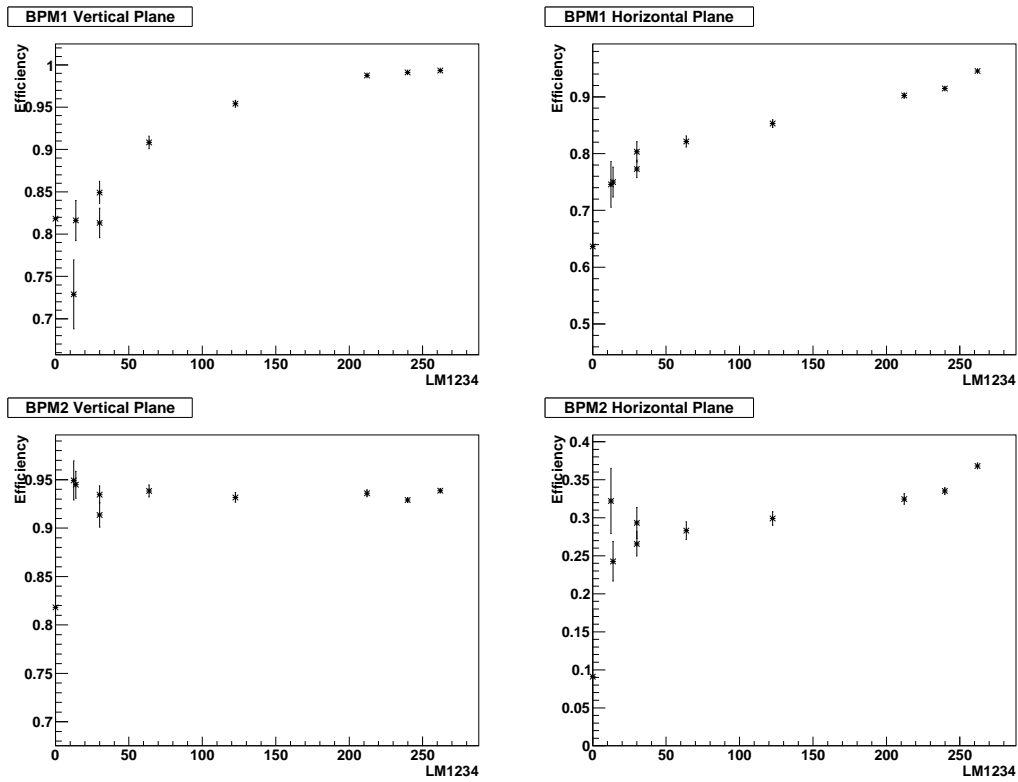 BPM1 Vertical Plane
Efficiency
1
0.95
0.9
0.85
0.8
0.75
0.7
0 50 100 150 200 250
LM1234
BPM1 Horizontal Plane
Efficiency
0.9
0.8
0.7
0.6
0.5
0 50 100 150 200 250
LM1234
BPM2 Vertical Plane
Efficiency
0.95
0.9
0.85
0.8
0.75
0.7
0 50 100 150 200 250
LM1234
BPM2 Horizontal Plane
Efficiency
0.4
0.35
0.3
0.25
0.2
0.15
0.1
0.05
0
0 50 100 150 200 250
LM1234